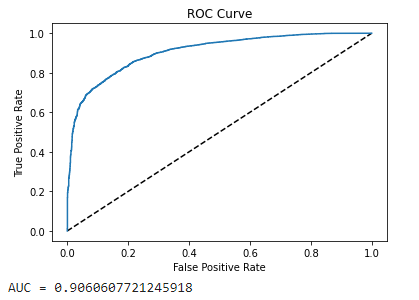 ROC Curve
1.0
0.8
0.6
0.4
0.2
0.0
True Positive Rate
0.0 0.2 0.4 0.6 0.8 1.0
False Positive Rate
AUC = 0.9060607721245918